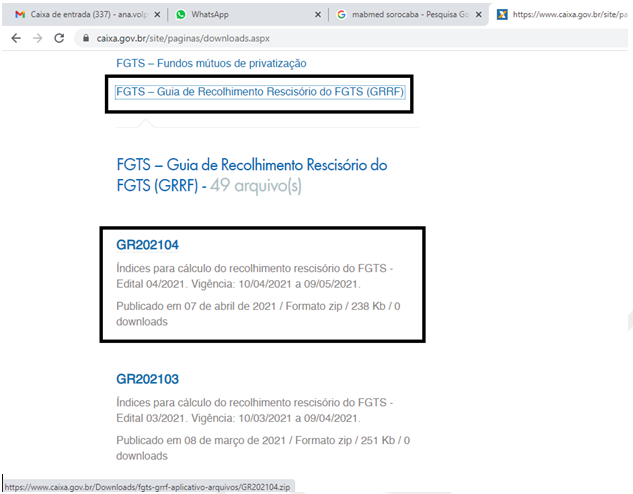 Caixa de entrada (337) - ana.volp
WhatsApp
mabmed sorocaba - Pesquisa Go
https://www.caixa.gov.br/site/pa
caixa.gov.br/site/paginas/downloads.aspx
FGTS – Fundos mútuos de privatização
FGTS – Guia de Recolhimento Rescisório do FGTS (GRRF)
FGTS – Guia de Recolhimento Rescisório do
FGTS (GRRF) - 49 arquivo(s)
GR202104
Índices para cálculo do recolhimento rescisório do FGTS -
Edital 04/2021. Vigência: 10/04/2021 a 09/05/2021.
Publicado em 07 de abril de 2021 / Formato zip / 238 Kb / 0
downloads
GR202103
Índices para cálculo do recolhimento rescisório do FGTS -
Edital 03/2021. Vigência: 10/03/2021 a 09/04/2021.
Publicado em 08 de março de 2021 / Formato zip / 251 Kb / 0
downloads
https://www.caixa.gov.br/Downloads/fgts-grrf-aplicativo-arquivos/GR202104.zip